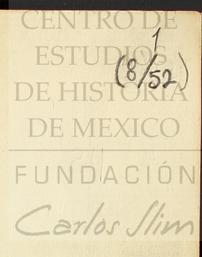 CENTRO DE
ESTUDIOS
DE HISTORIA
DE MEXICO
FUNDACIÓN
Carlos Slim
1
(8/52)